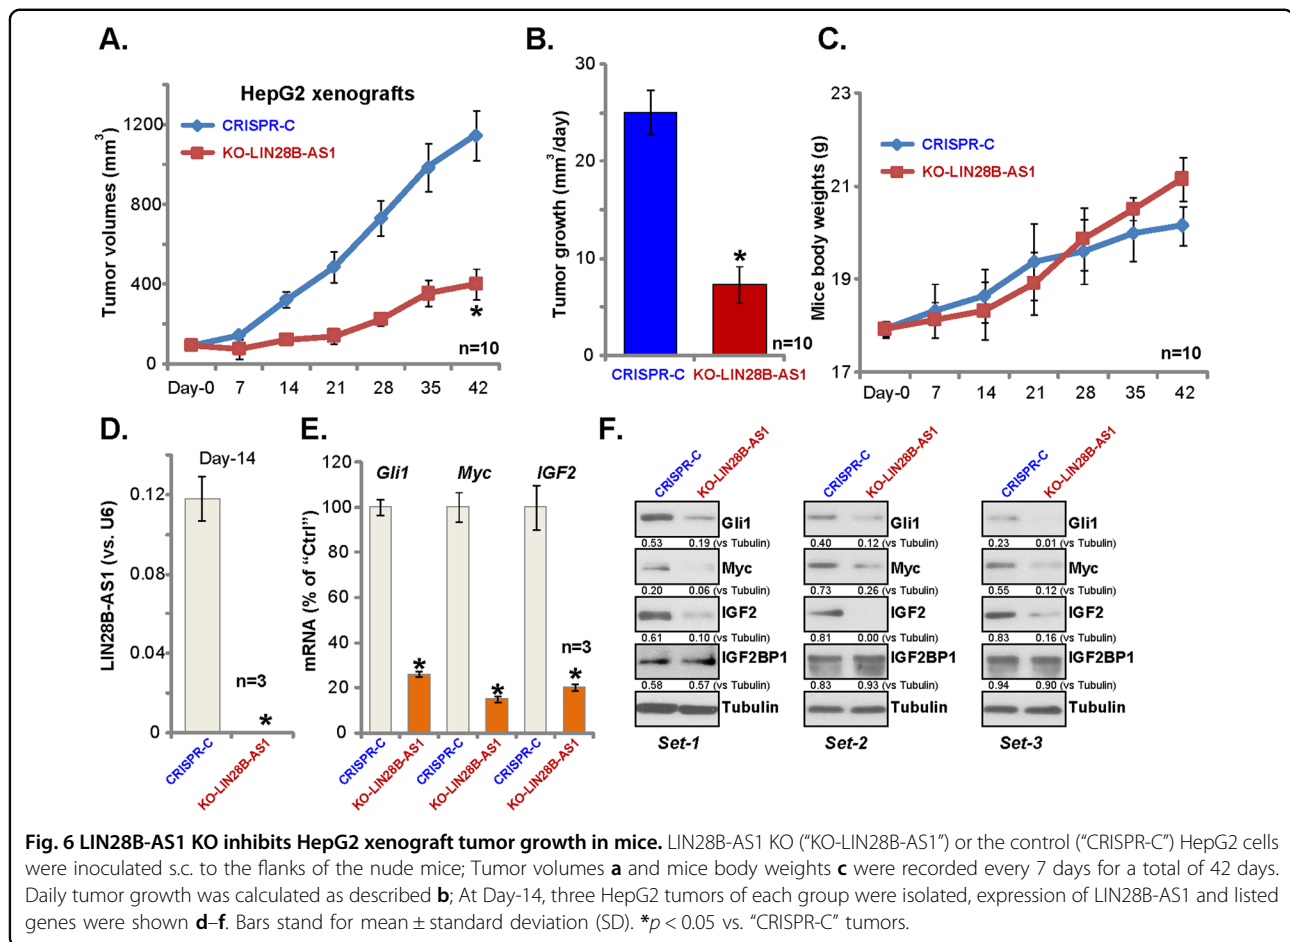 A.
HepG2 xenografts
CRISPR-C
KO-LIN28B-AS1
Tumor volumes (mm3)
1200
800
400
0
*
n=10
Day-0 7 14 21 28 35 42
B.
Tumor growth (mm3/day)
30
25
20
15
10
5
0
*
n=10
CRISPR-C KO-LIN28B-AS1
C.
Mice body weights (g)
23
21
19
17
CRISPR-C
KO-LIN28B-AS1
n=10
Day-0 7 14 21 28 35 42
D.
Day-14
LIN28B-AS1 (vs. U6)
0.12
0.08
0.04
0
n=3
*
CRISPR-C
KO-LIN28B-AS1
E.
mRNA (% of “Ctrl”)
120
100
80
60
40
20
0
Gli1 Myc IGF2
n=3
* * *
CRISPR-C
KO-LIN28B-AS1
CRISPR-C
KO-LIN28B-AS1
CRISPR-C
KO-LIN28B-AS1
F.
CRISPR-C
KO-LIN28B-AS1
Gli1
0.53 0.19 (vs Tubulin)
Myc
0.20 0.06 (vs Tubulin)
IGF2
0.61 0.10 (vs Tubulin)
IGF2BP1
0.58 0.57 (vs Tubulin)
Tubulin
Set-1
CRISPR-C
KO-LIN28B-AS1
Gli1
0.40 0.12 (vs Tubulin)
Myc
0.73 0.26 (vs Tubulin)
IGF2
0.81 0.00 (vs Tubulin)
IGF2BP1
0.83 0.93 (vs Tubulin)
Tubulin
Set-2
CRISPR-C
KO-LIN28B-AS1
Gli1
0.23 0.01 (vs Tubulin)
Myc
0.55 0.12 (vs Tubulin)
IGF2
0.83 0.16 (vs Tubulin)
IGF2BP1
0.94 0.90 (vs Tubulin)
Tubulin
Set-3
Fig. 6 LIN28B-AS1 KO inhibits HepG2 xenograft tumor growth in mice. LIN28B-AS1 KO (“KO-LIN28B-AS1”) or the control (“CRISPR-C”) HepG2 cells
were inoculated s.c. to the flanks of the nude mice; Tumor volumes a and mice body weights c were recorded every 7 days for a total of 42 days.
Daily tumor growth was calculated as described b; At Day-14, three HepG2 tumors of each group were isolated, expression of LIN28B-AS1 and listed
genes were shown d–f. Bars stand for mean ± standard deviation (SD). *p < 0.05 vs. “CRISPR-C” tumors.